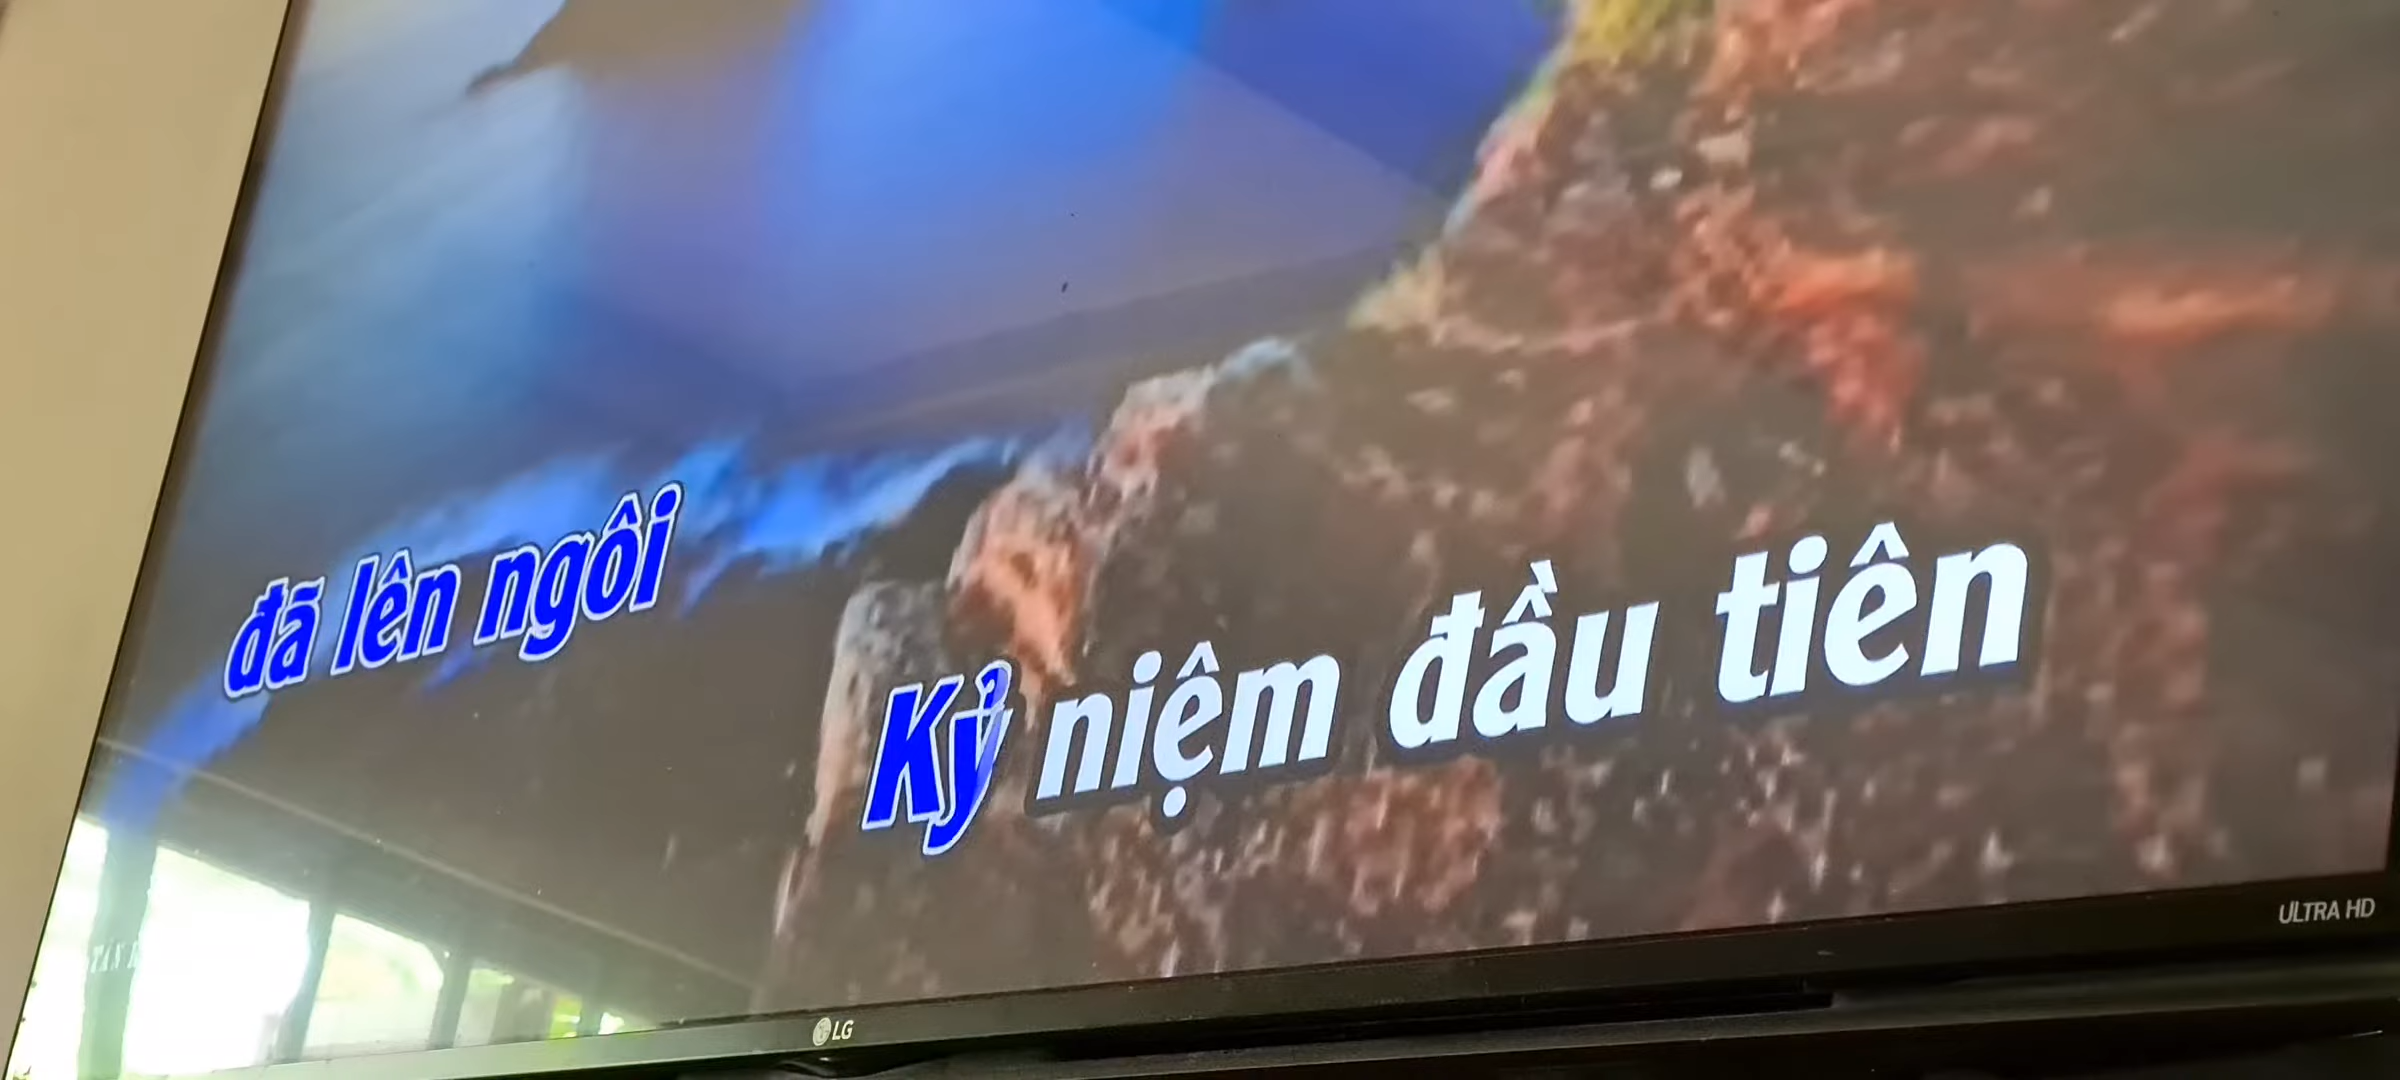 đã lên ngôi
Kỷ niệm đầu tiên
LG
ULTRA HD